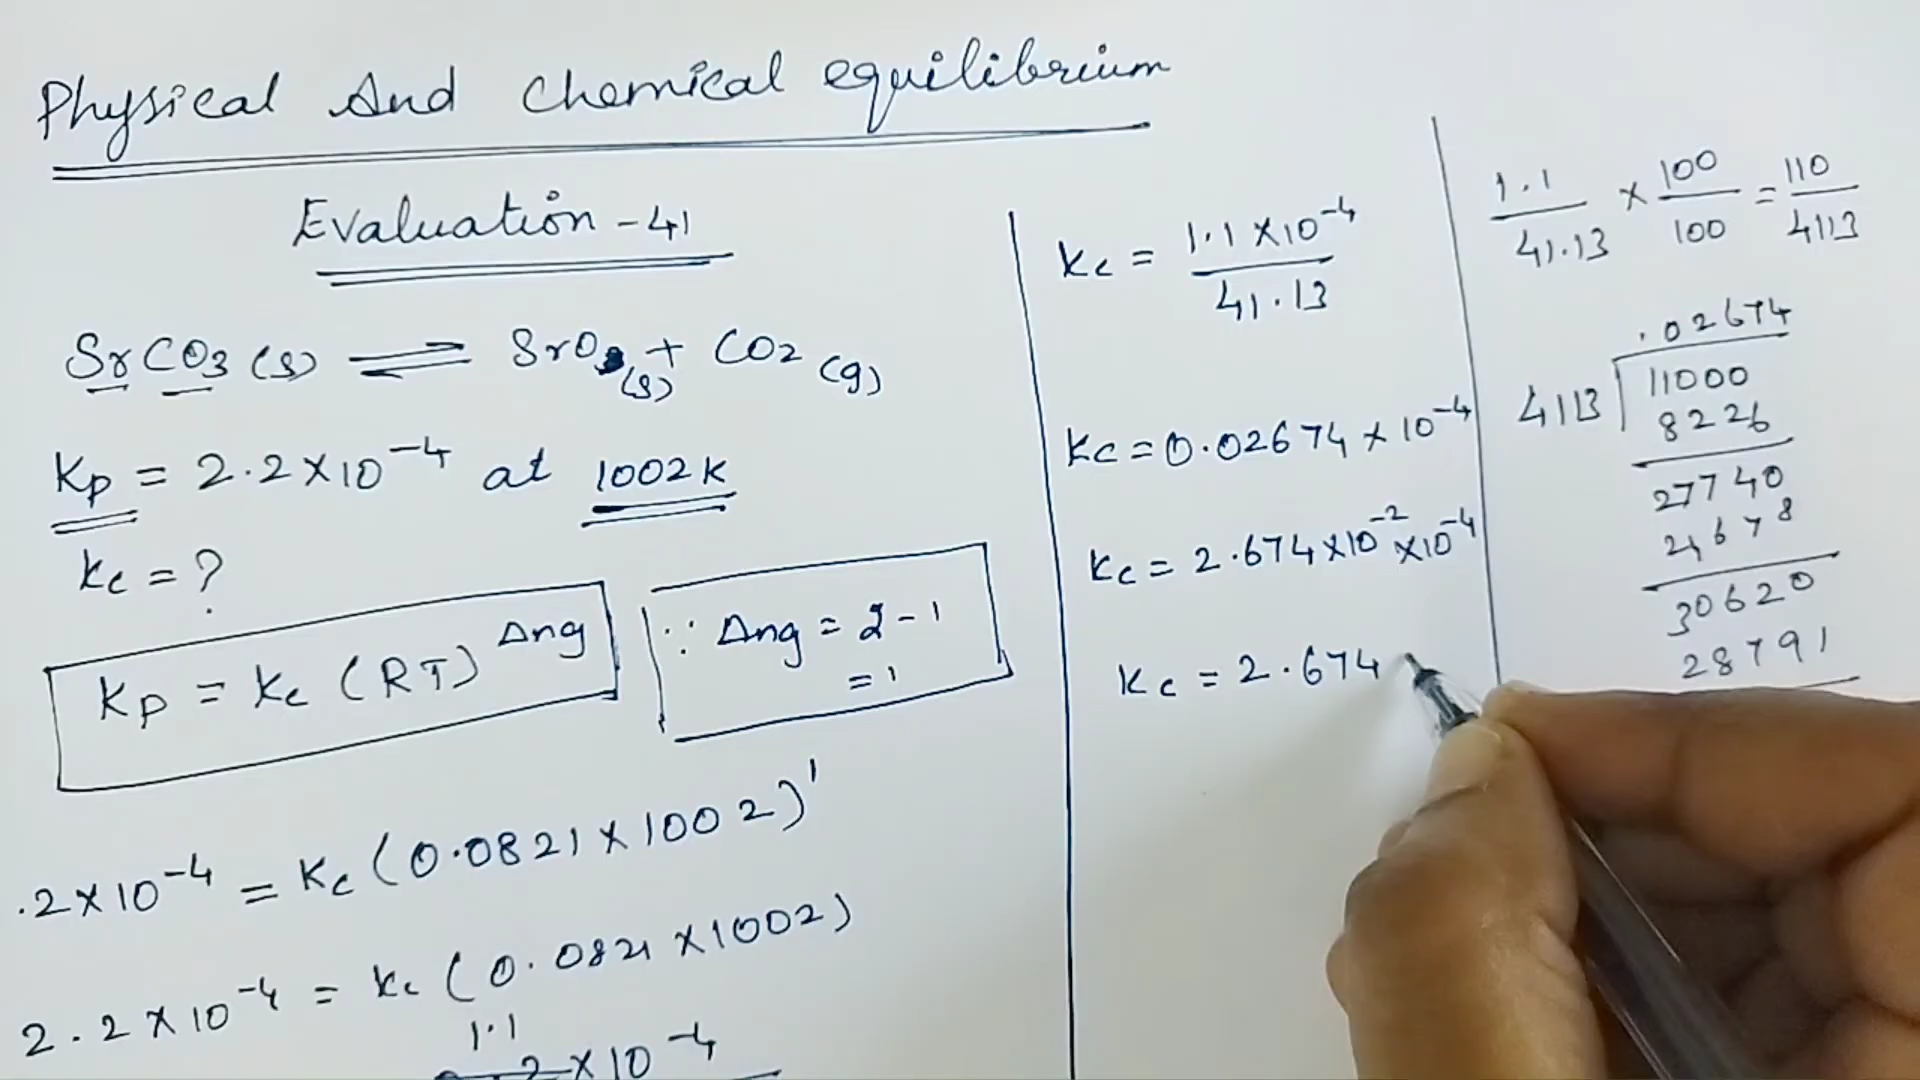 Physical And Chemical equilibrium
Evaluation - 41
SrCO3 (s) ⇌ SrO (s) + CO2 (g)
Kp = 2.2 × 10^-4 at 1002 K
Kc = ?
Kp = Kc (RT)^Δng
∵ Δng = 2 - 1
= 1
.2 × 10^-4 = Kc (0.0821 × 1002)^1
2.2 × 10^-4 = Kc (0.0821 × 1002)
1.1
2 × 10^-4
Kc = 1.1 × 10^-4 / 41.13
Kc = 0.02674 × 10^-4
Kc = 2.674 × 10^-2 × 10^-4
Kc = 2.674
1.1 / 41.13 × 100 / 100 = 110 / 4113
.02674
4113 ) 11000
8226
27740
24678
30620
28791